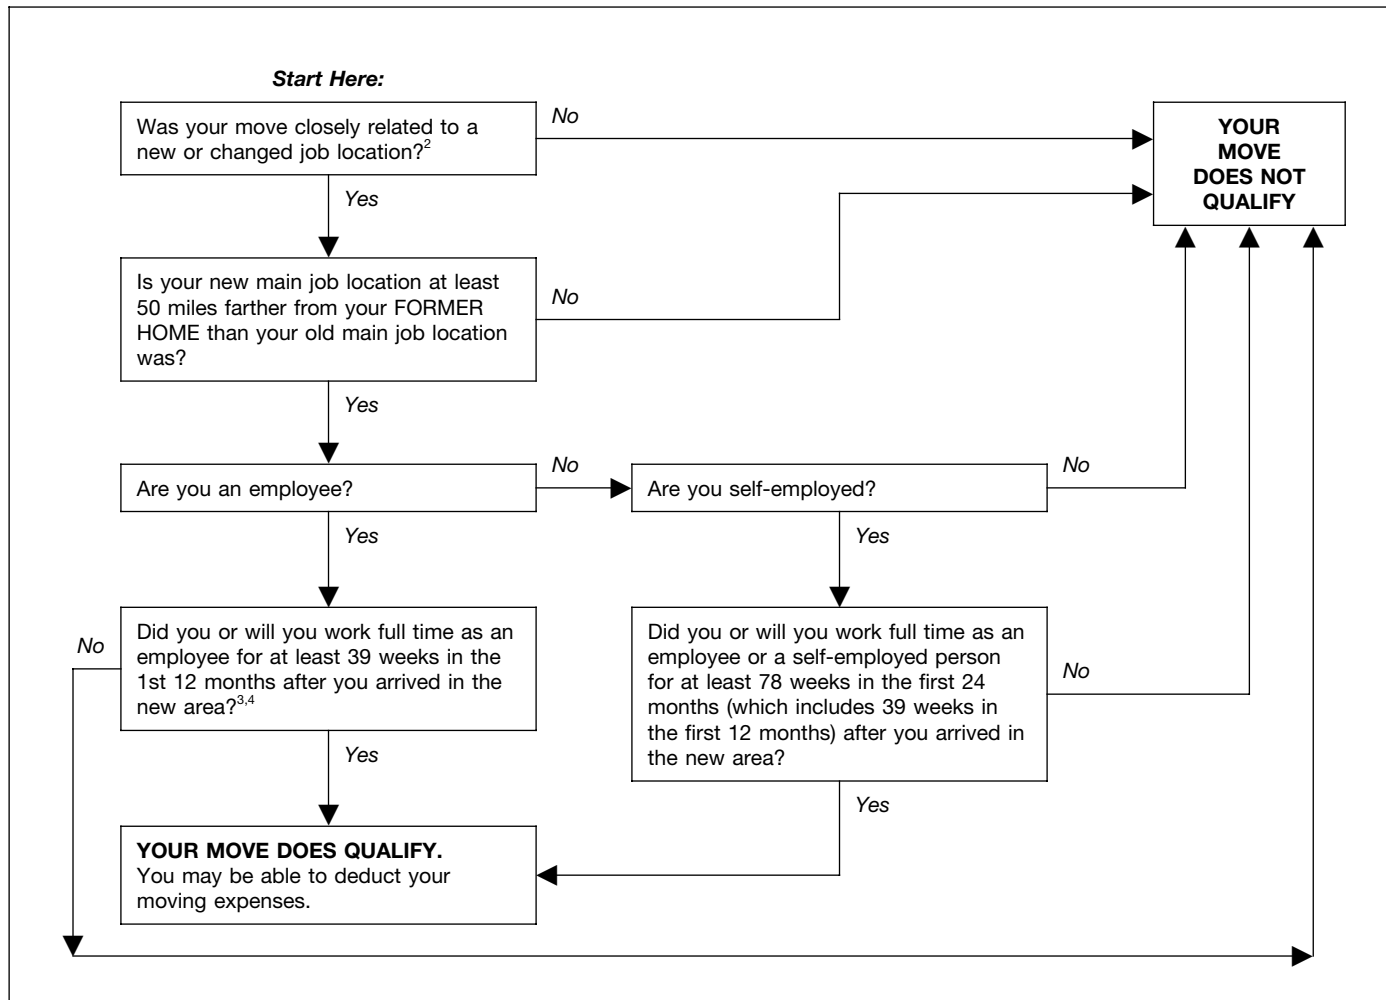 Start Here:
Was your move closely related to a
new or changed job location?2
No
YOUR
MOVE
DOES NOT
QUALIFY
Yes
Is your new main job location at least
50 miles farther from your FORMER
HOME than your old main job location
was?
No
Yes
Are you an employee?
No
Are you self-employed?
No
Yes
Yes
No
Did you or will you work full time as an
employee for at least 39 weeks in the
1st 12 months after you arrived in the
new area?3,4
Did you or will you work full time as an
employee or a self-employed person
for at least 78 weeks in the first 24
months (which includes 39 weeks in
the first 12 months) after you arrived in
the new area?
No
Yes
Yes
YOUR MOVE DOES QUALIFY.
You may be able to deduct your
moving expenses.